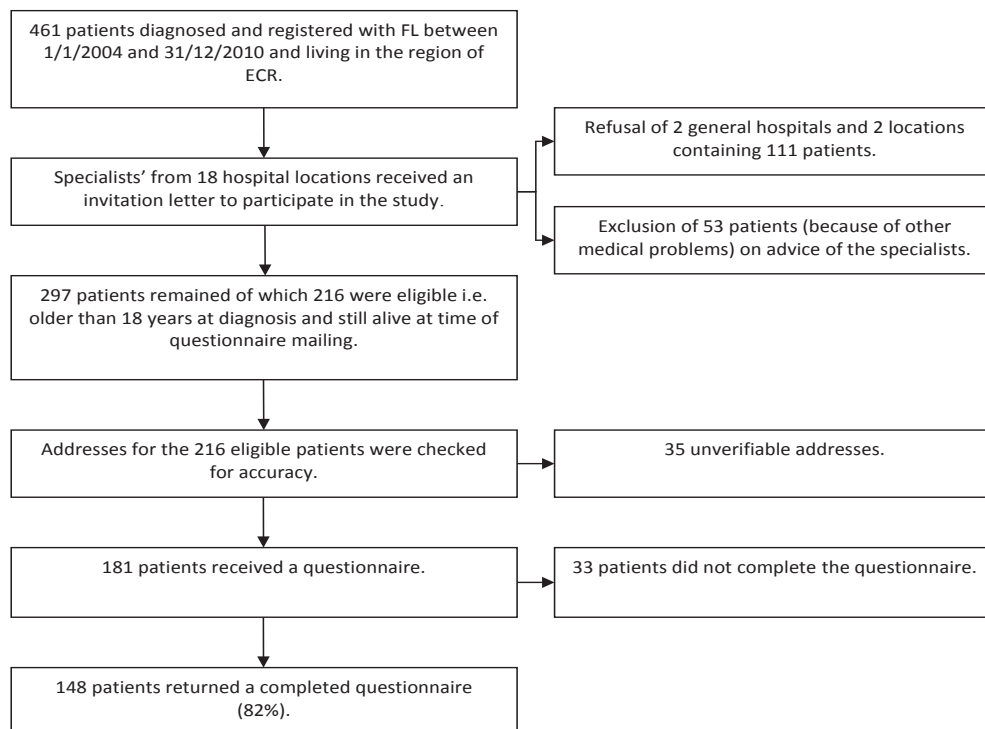 461 patients diagnosed and registered with FL between
1/1/2004 and 31/12/2010 and living in the region of
ECR.
Refusal of 2 general hospitals and 2 locations
containing 111 patients.
Specialists’ from 18 hospital locations received an
invitation letter to participate in the study.
Exclusion of 53 patients (because of other
medical problems) on advice of the specialists.
297 patients remained of which 216 were eligible i.e.
older than 18 years at diagnosis and still alive at time of
questionnaire mailing.
Addresses for the 216 eligible patients were checked
for accuracy.
35 unverifiable addresses.
181 patients received a questionnaire.
33 patients did not complete the questionnaire.
148 patients returned a completed questionnaire
(82%).